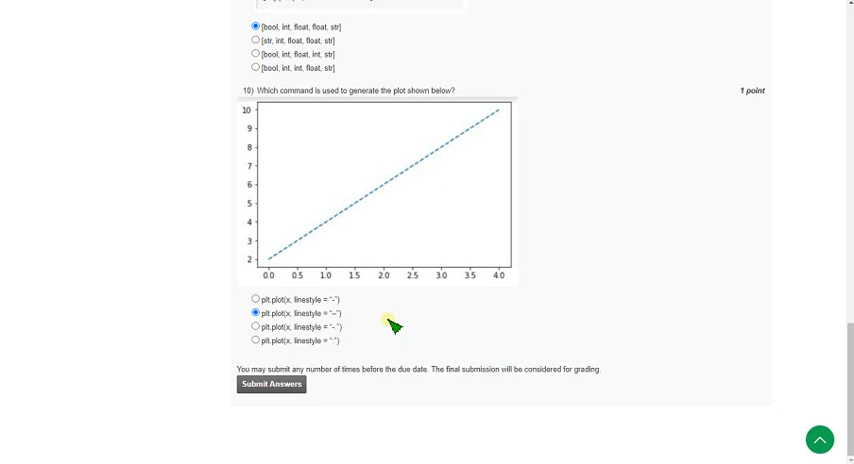 [bool, int, float, float, str]
[str, int, float, float, str]
[bool, int, float, int, str]
[bool, int, int, float, str]
10) Which command is used to generate the plot shown below?
1 point
10
9
8
7
6
5
4
3
2
0.0 0.5 1.0 1.5 2.0 2.5 3.0 3.5 4.0
plt.plot(x, linestyle = "-")
plt.plot(x, linestyle = "--")
plt.plot(x, linestyle = "-.")
plt.plot(x, linestyle = ":")
You may submit any number of times before the due date. The final submission will be considered for grading.
Submit Answers